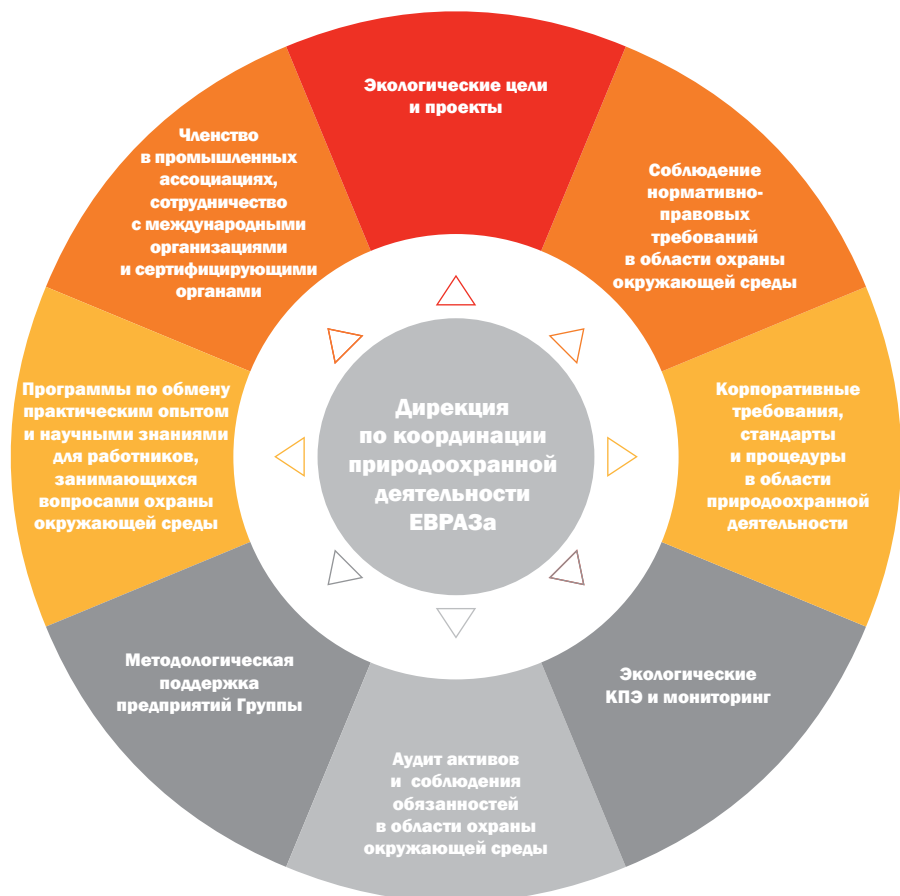 Экологические цели
и проекты
Соблюдение
нормативно-
правовых
требований
в области охраны
окружающей среды
Корпоративные
требования,
стандарты
и процедуры
в области
природоохранной
деятельности
Экологические
КПЭ и мониторинг
Аудит активов
и соблюдения
обязанностей
в области охраны
окружающей среды
Методологическая
поддержка
предприятий Группы
Программы по обмену
практическим опытом
и научными знаниями
для работников,
занимающихся
вопросами охраны
окружающей среды
Членство
в промышленных
ассоциациях,
сотрудничество
с международными
организациями
и сертифицирующими
органами
Дирекция
по координации
природоохранной
деятельности
ЕВРАЗа